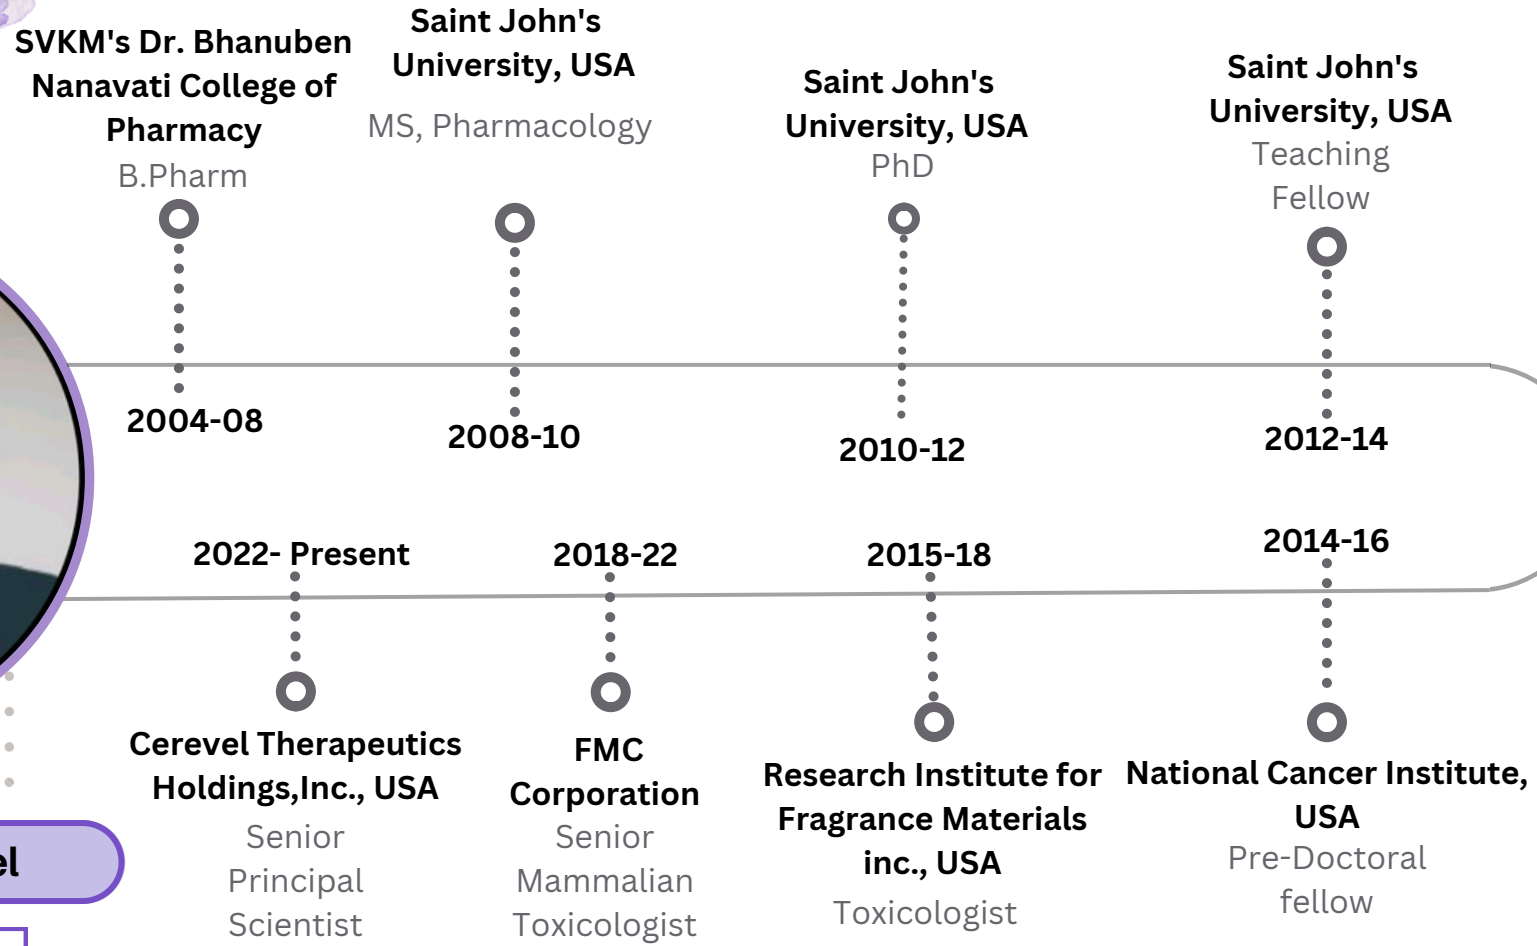 SVKM's Dr. Bhanuben
Nanavati College of
Pharmacy
B.Pharm
2004-08
Saint John's
University, USA
MS, Pharmacology
2008-10
Saint John's
University, USA
PhD
2010-12
Saint John's
University, USA
Teaching
Fellow
2012-14
2014-16
National Cancer Institute,
USA
Pre-Doctoral
fellow
2015-18
Research Institute for
Fragrance Materials
inc., USA
Toxicologist
2018-22
FMC
Corporation
Senior
Mammalian
Toxicologist
2022- Present
Cerevel Therapeutics
Holdings,Inc., USA
Senior
Principal
Scientist